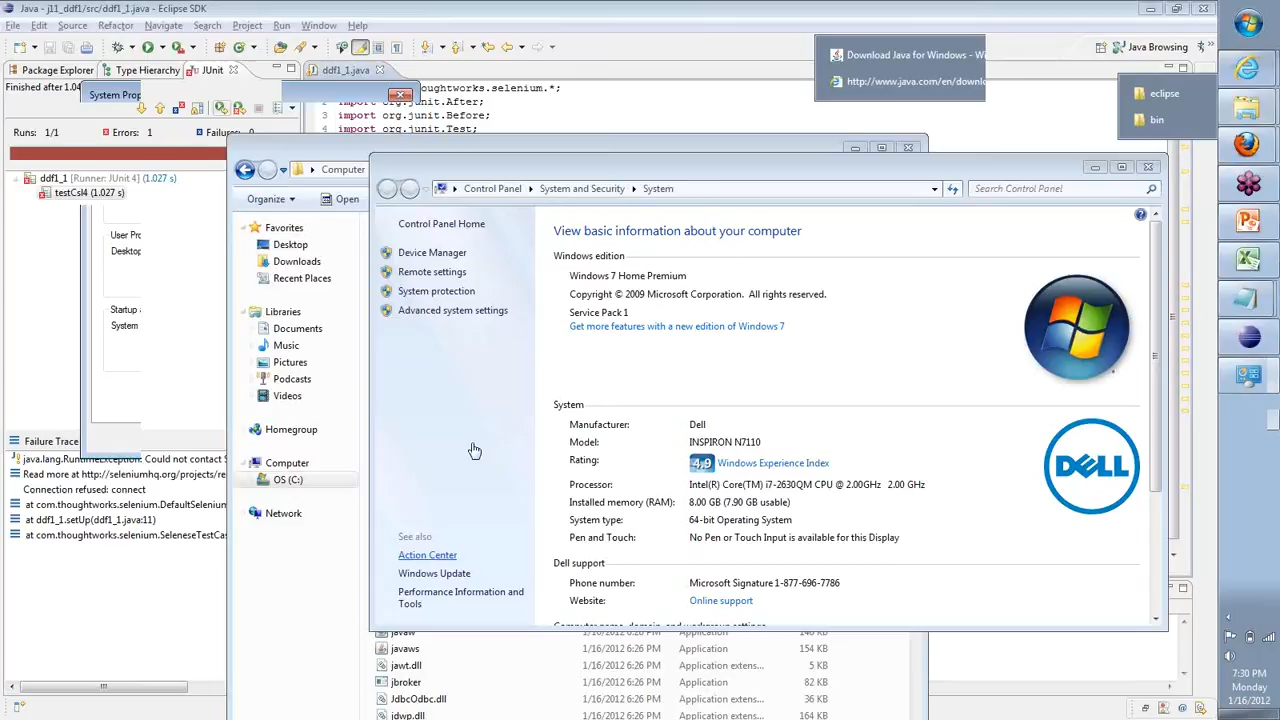 Java - j11_ddf1/src/ddf1_1.java - Eclipse SDK
File Edit Source Refactor Navigate Search Project Run Window Help
Java Browsing
Package Explorer Type Hierarchy JUnit ddf1_1.java
Finished after 1.04
System Prop
thoughtworks.selenium.*;
import org.junit.After;
import org.junit.Before;
import org.junit.Test;
Download Java for Windows - Wi
http://www.java.com/en/downlo
eclipse
bin
Runs: 1/1 Errors: 1 Failures:
ddf1_1 [Runner: JUnit 4] (1.027 s)
testCsl4 (1.027 s)
User Pro
Desktop
Startup
System
Failure Trace
java.lang.RuntimeException: Could not contact S
Read more at http://seleniumhq.org/projects/re
Connection refused: connect
at com.thoughtworks.selenium.DefaultSelenium
at ddf1_1.setUp(ddf1_1.java:11)
at com.thoughtworks.selenium.SeleneseTestCas
Computer
Organize Open
Favorites
Desktop
Downloads
Recent Places
Libraries
Documents
Music
Pictures
Podcasts
Videos
Homegroup
Computer
OS (C:)
Network
Control Panel System and Security System
Search Control Panel
Control Panel Home
Device Manager
Remote settings
System protection
Advanced system settings
See also
Action Center
Windows Update
Performance Information and
Tools
View basic information about your computer
Windows edition
Windows 7 Home Premium
Copyright © 2009 Microsoft Corporation. All rights reserved.
Service Pack 1
Get more features with a new edition of Windows 7
System
Manufacturer: Dell
Model: INSPIRON N7110
Rating: 4,9 Windows Experience Index
Processor: Intel(R) Core(TM) i7-2630QM CPU @ 2.00GHz 2.00 GHz
Installed memory (RAM): 8.00 GB (7.90 GB usable)
System type: 64-bit Operating System
Pen and Touch: No Pen or Touch Input is available for this Display
DELL
Dell support
Phone number: Microsoft Signature 1-877-696-7786
Website: Online support
javaw 1/16/2012 6:26 PM Application 146 KB
javaws 1/16/2012 6:26 PM Application 154 KB
jawt.dll 1/16/2012 6:26 PM Application extens... 5 KB
jbroker 1/16/2012 6:26 PM Application 82 KB
JdbcOdbc.dll 1/16/2012 6:26 PM Application extens... 36 KB
jdwp.dll 1/16/2012 6:26 PM Application extens...
7:30 PM
Monday
1/16/2012